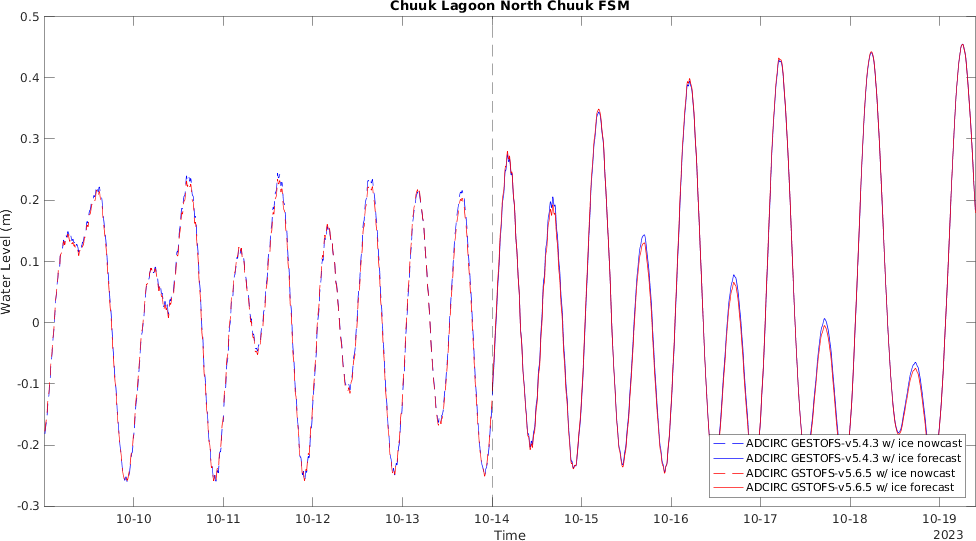 Chuuk Lagoon North Chuuk FSM
0.5
0.4
0.3
0.2
0.1
0
-0.1
-0.2
-0.3
Water Level (m)
ADCIRC GESTOFS-v5.4.3 w/ ice nowcast
ADCIRC GESTOFS-v5.4.3 w/ ice forecast
ADCIRC GSTOFS-v5.6.5 w/ ice nowcast
ADCIRC GSTOFS-v5.6.5 w/ ice forecast
10-10 10-11 10-12 10-13 10-14 10-15 10-16 10-17 10-18 10-19
Time
2023